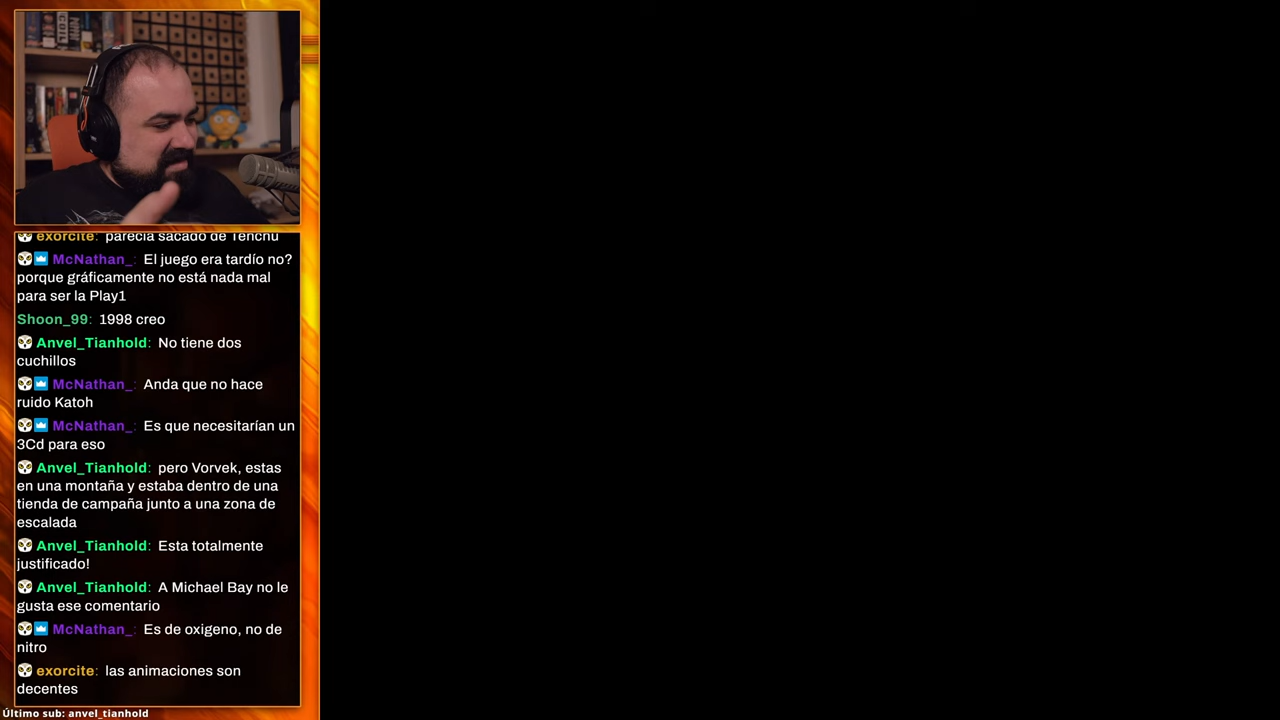 exorcite: parecía sacado de Tenchu
McNathan_: El juego era tardío no?
porque gráficamente no está nada mal
para ser la Play1
Shoon_99: 1998 creo
Anvel_Tianhold: No tiene dos
cuchillos
McNathan_: Anda que no hace
ruido Katoh
McNathan_: Es que necesitarían un
3Cd para eso
Anvel_Tianhold: pero Vorvek, estas
en una montaña y estaba dentro de una
tienda de campaña junto a una zona de
escalada
Anvel_Tianhold: Esta totalmente
justificado!
Anvel_Tianhold: A Michael Bay no le
gusta ese comentario
McNathan_: Es de oxigeno, no de
nitro
exorcite: las animaciones son
decentes
Último sub: anvel_tianhold